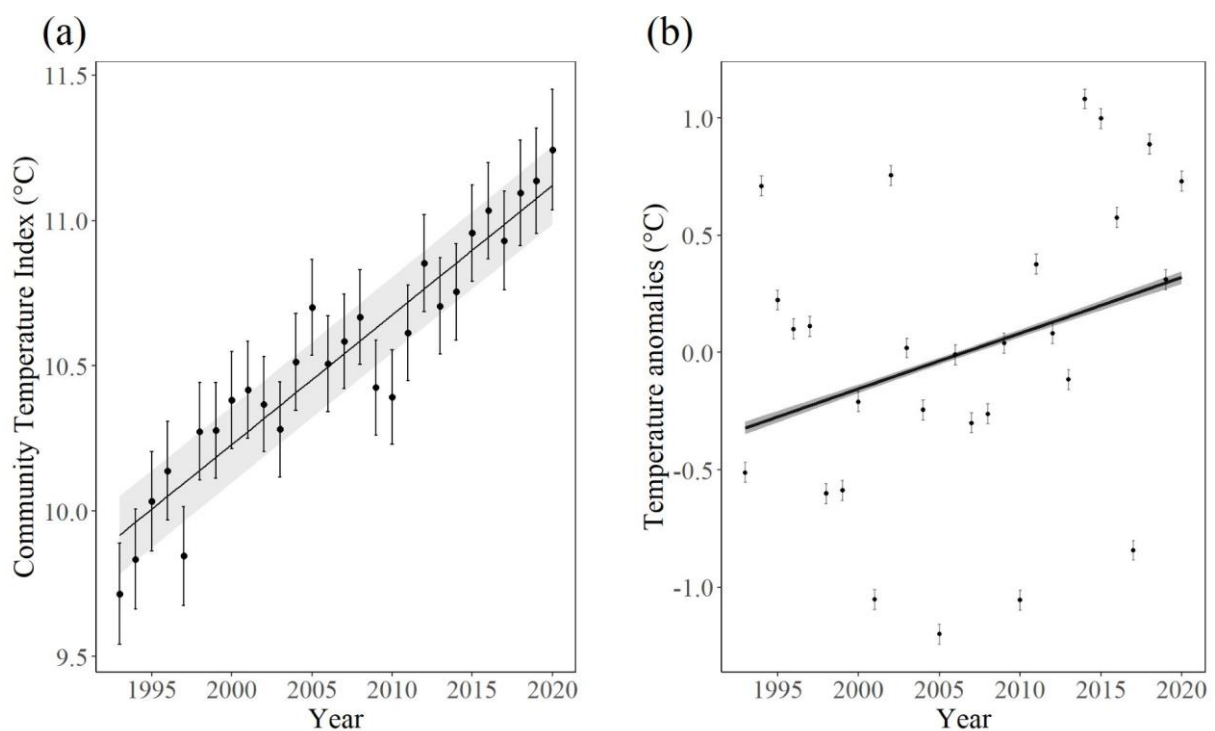 (a)
(b)
Community Temperature Index (°C)
11.5
11.0
10.5
10.0
9.5
1995 2000 2005 2010 2015 2020
Year
Temperature anomalies (°C)
1.0
0.5
0.0
-0.5
-1.0
1995 2000 2005 2010 2015 2020
Year